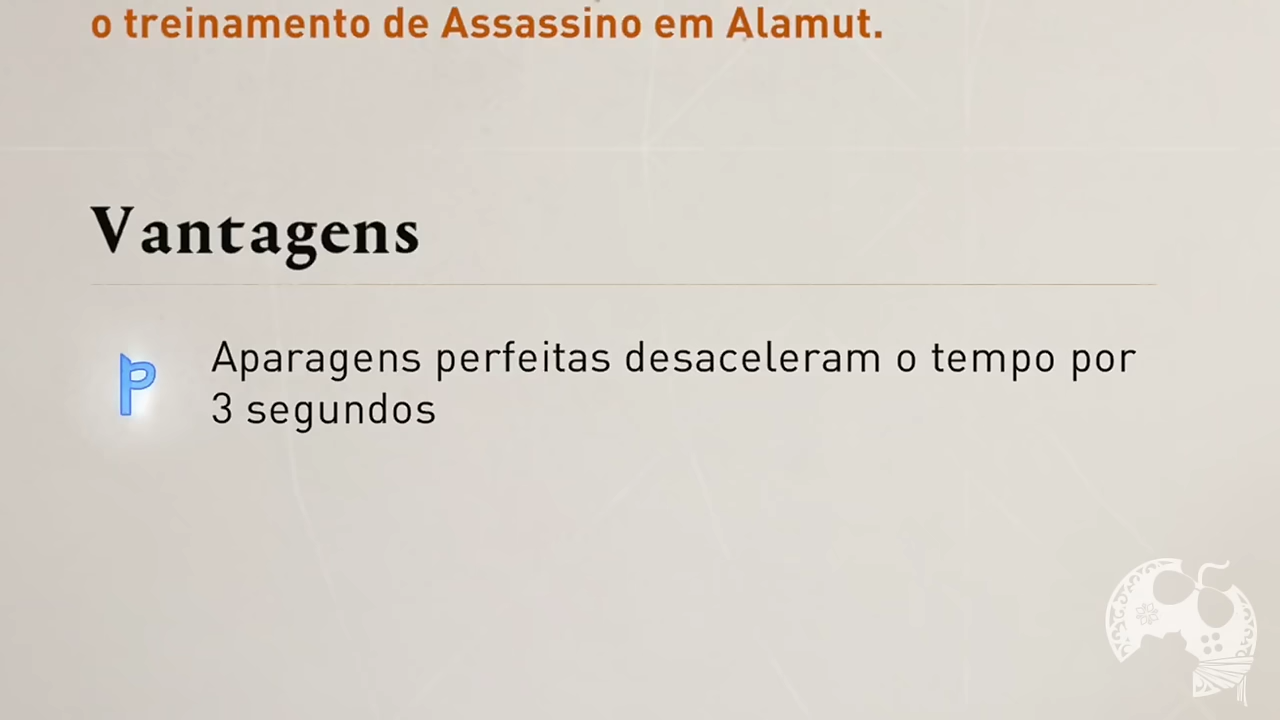 o treinamento de Assassino em Alamut.
Vantagens
Aparagens perfeitas desaceleram o tempo por
3 segundos